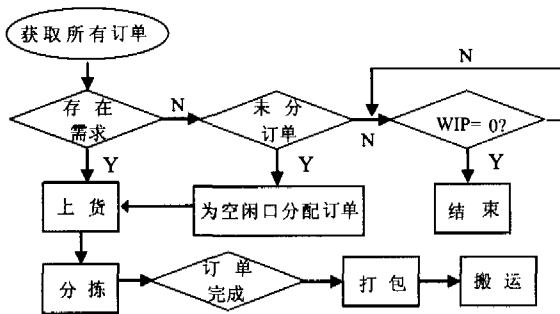 获取所有订单
N
存在
需求
N
未分
订单
N
WIP= 0?
Y
Y
Y
上货
为空闲口分配订单
结束
分拣
订单
完成
打包
搬运